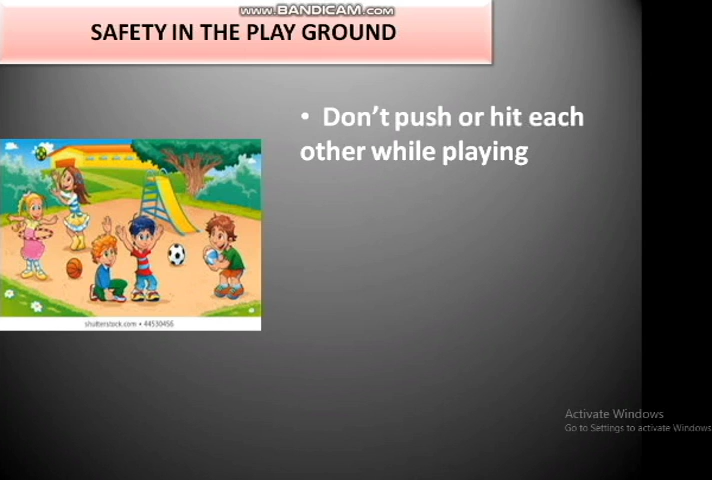 www.BANDICAM.com
SAFETY IN THE PLAY GROUND
• Don’t push or hit each
other while playing
shutterstock.com • 44530456
Activate Windows
Go to Settings to activate Windows.